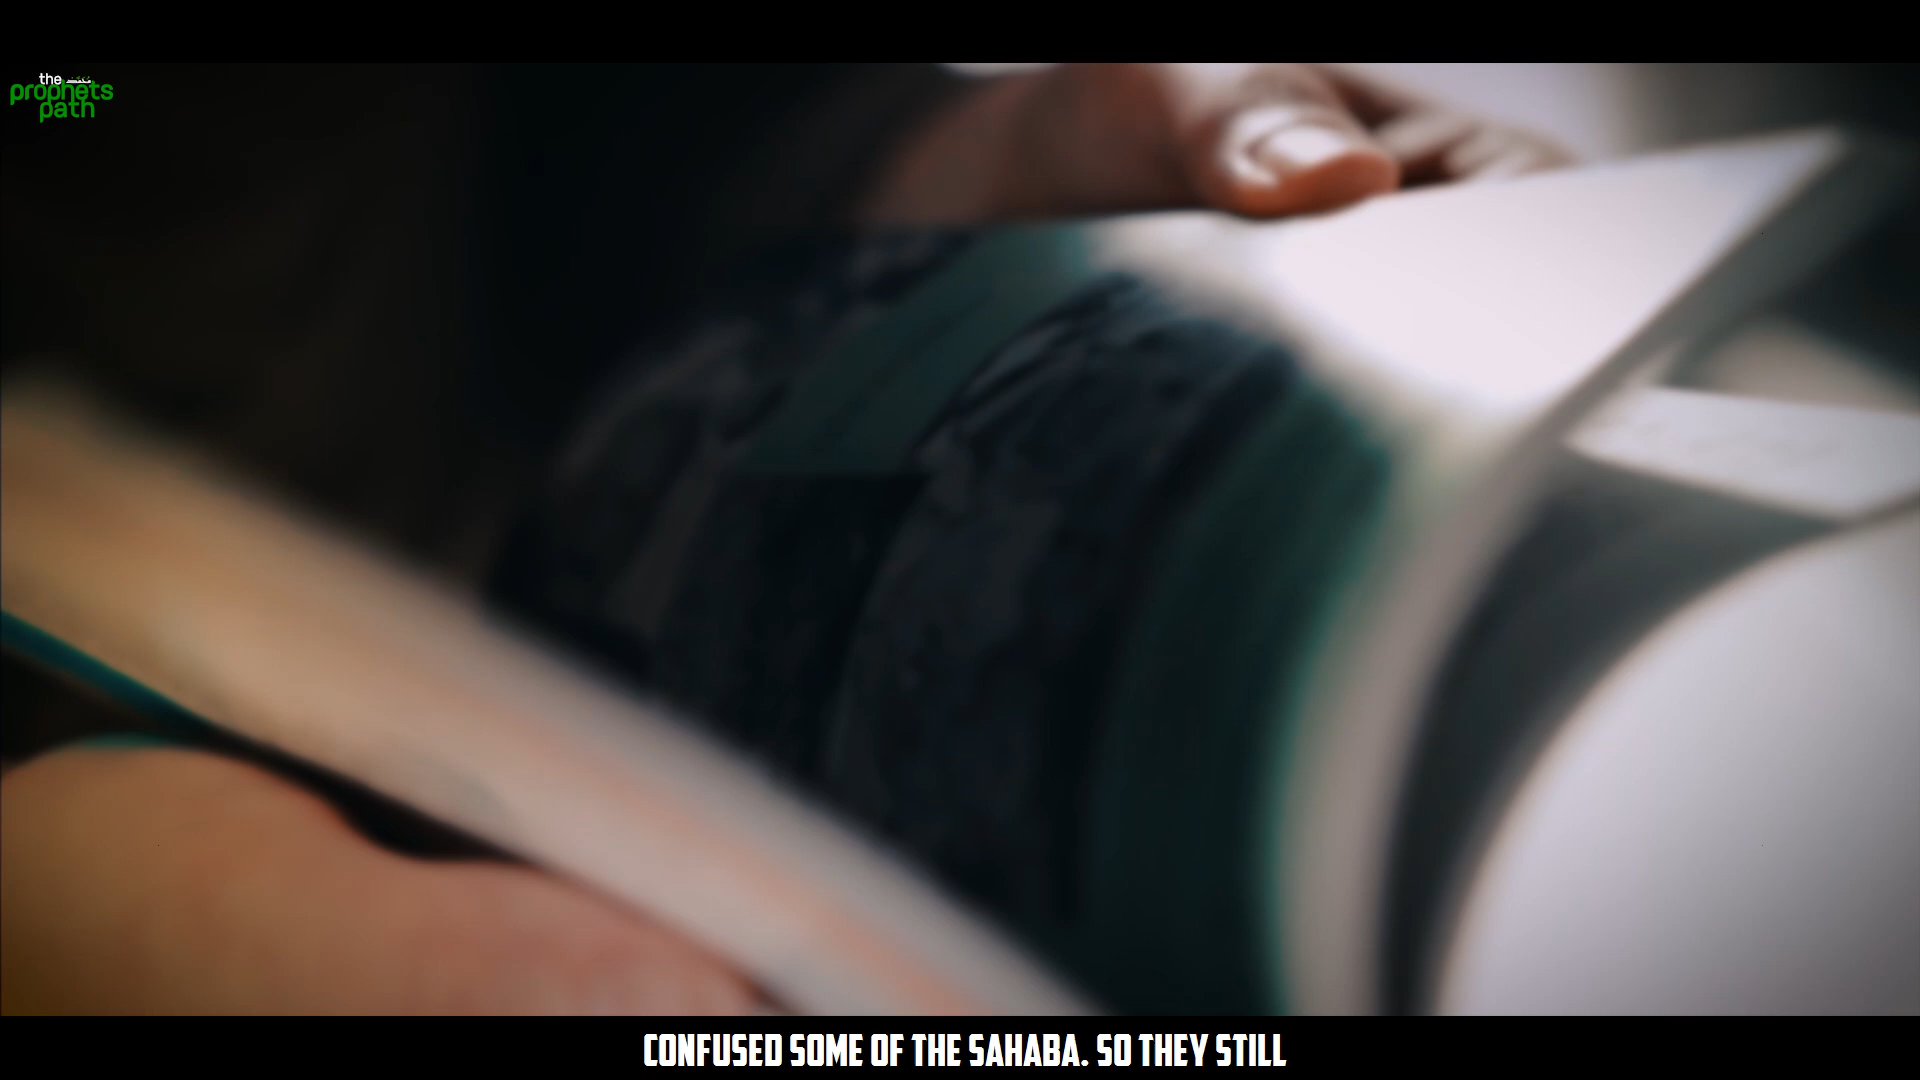 the
prophets
path
CONFUSED SOME OF THE SAHABA. SO THEY STILL